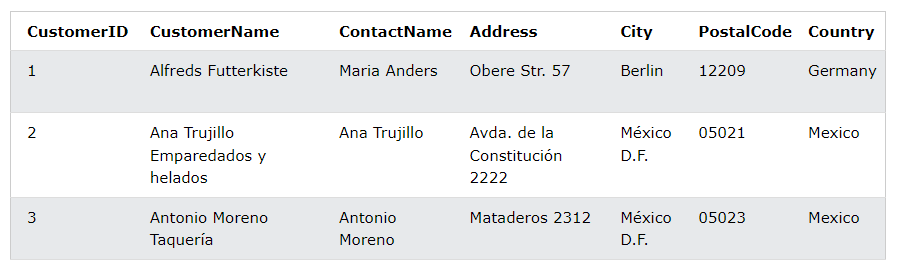 CustomerID CustomerName ContactName Address City PostalCode Country
1 Alfreds Futterkiste Maria Anders Obere Str. 57 Berlin 12209 Germany
2 Ana Trujillo Ana Trujillo Avda. de la México 05021 Mexico
Emparedados y Constitución D.F.
helados 2222
3 Antonio Moreno Antonio Mataderos 2312 México 05023 Mexico
Taquería Moreno D.F.